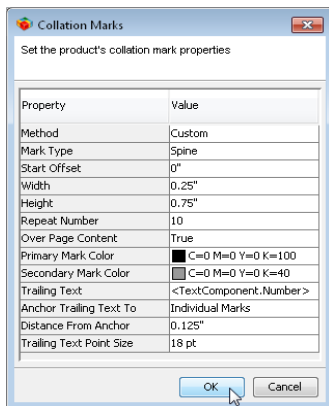 Collation Marks
Set the product's collation mark properties
Property Value
Method Custom
Mark Type Spine
Start Offset 0"
Width 0.25"
Height 0.75"
Repeat Number 10
Over Page Content True
Primary Mark Color C=0 M=0 Y=0 K=100
Secondary Mark Color C=0 M=0 Y=0 K=40
Trailing Text <TextComponent.Number>
Anchor Trailing Text To Individual Marks
Distance From Anchor 0.125"
Trailing Text Point Size 18 pt
OK Cancel